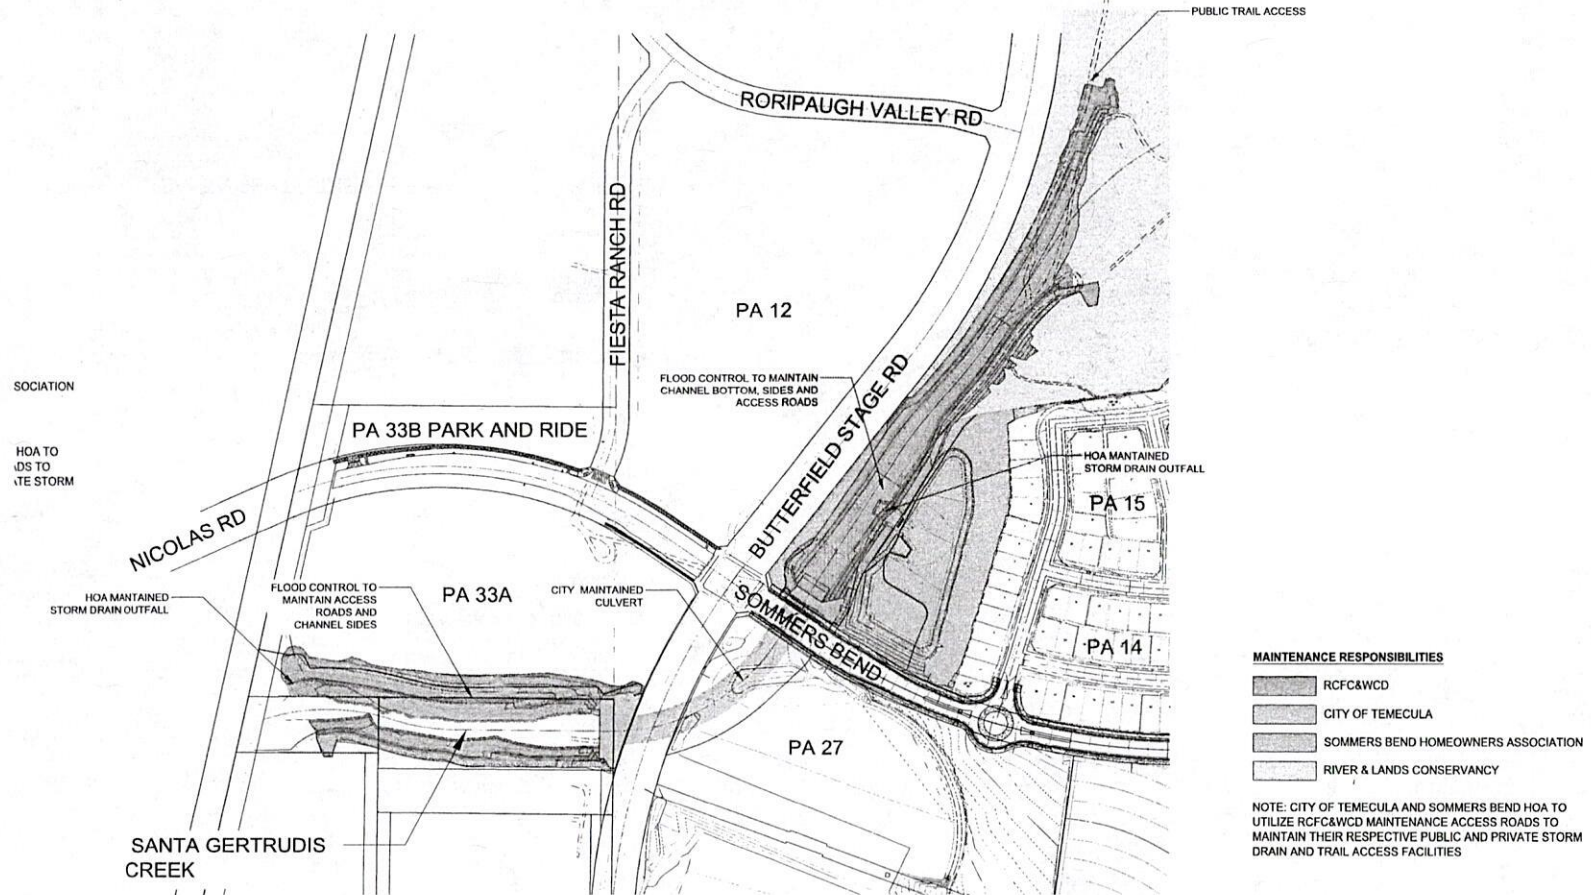 PUBLIC TRAIL ACCESS
RORIPAUGH VALLEY RD
FIESTA RANCH RD
PA 12
SOCIATION
FLOOD CONTROL TO MAINTAIN
CHANNEL BOTTOM, SIDES AND
ACCESS ROADS
BUTTERFIELD STAGE RD
PA 33B PARK AND RIDE
HOA TO
DS TO
TE STORM
HOA MANTAINED
STORM DRAIN OUTFALL
PA 15
NICOLAS RD
HOA MANTAINED
STORM DRAIN OUTFALL
FLOOD CONTROL TO
MAINTAIN ACCESS
ROADS AND
CHANNEL SIDES
PA 33A
CITY MAINTAINED
CULVERT
SOMMERS BEND
PA 14
PA 27
SANTA GERTRUDIS
CREEK
MAINTENANCE RESPONSIBILITIES
RCFC&WCD
CITY OF TEMECULA
SOMMERS BEND HOMEOWNERS ASSOCIATION
RIVER & LANDS CONSERVANCY
NOTE: CITY OF TEMECULA AND SOMMERS BEND HOA TO
UTILIZE RCFC&WCD MAINTENANCE ACCESS ROADS TO
MAINTAIN THEIR RESPECTIVE PUBLIC AND PRIVATE STORM
DRAIN AND TRAIL ACCESS FACILITIES